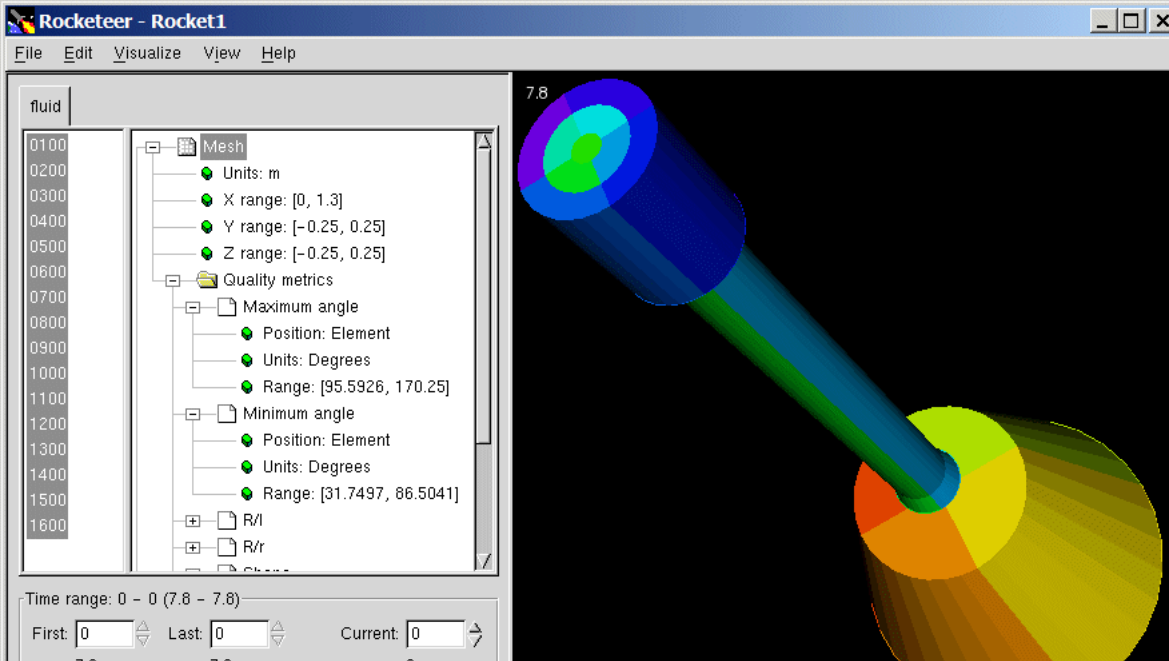 Rocketeer - Rocket1
File Edit Visualize View Help
fluid
7.8
0100
0200
0300
0400
0500
0600
0700
0800
0900
1000
1100
1200
1300
1400
1500
1600
Mesh
Units: m
X range: [0, 1.3]
Y range: [-0.25, 0.25]
Z range: [-0.25, 0.25]
Quality metrics
Maximum angle
Position: Element
Units: Degrees
Range: [95.5926, 170.25]
Minimum angle
Position: Element
Units: Degrees
Range: [31.7497, 86.5041]
R/l
R/r
Time range: 0 - 0 (7.8 - 7.8)
First: 0 Last: 0 Current: 0